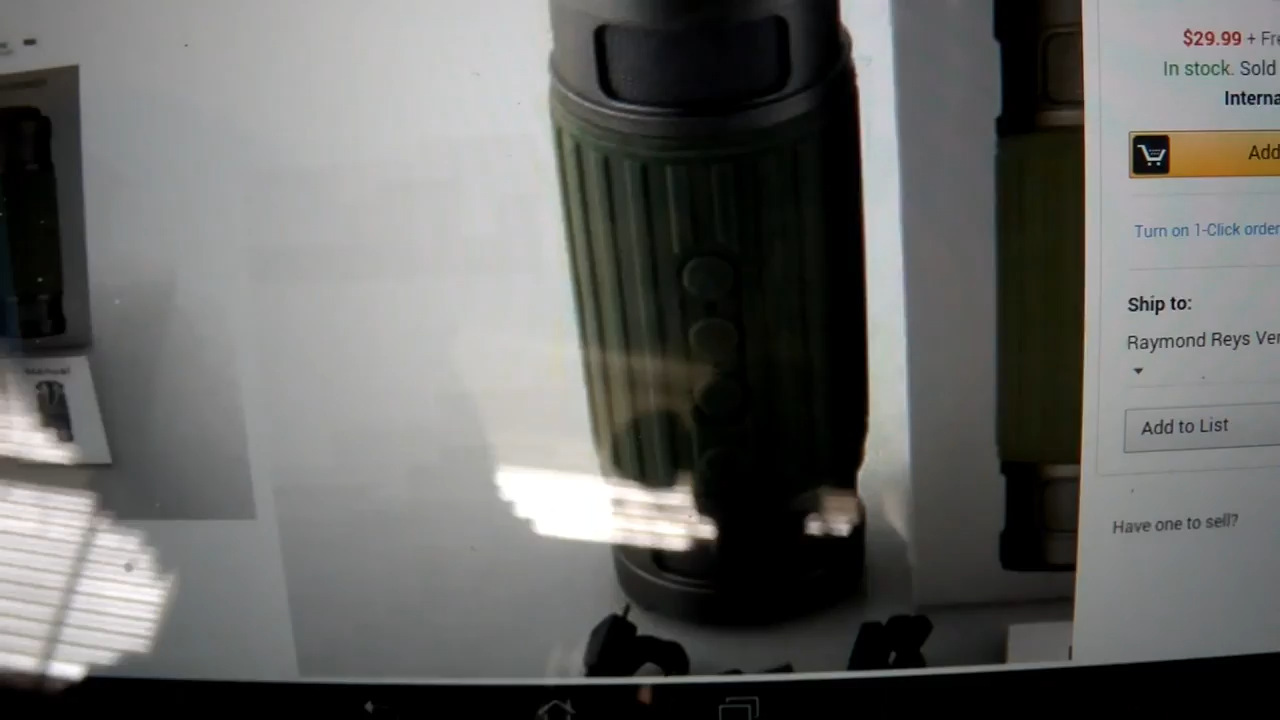 $29.99 + Fre
In stock. Sold
Interna
Add
Turn on 1-Click order
Ship to:
Raymond Reys Ver
Add to List
Have one to sell?
Manual